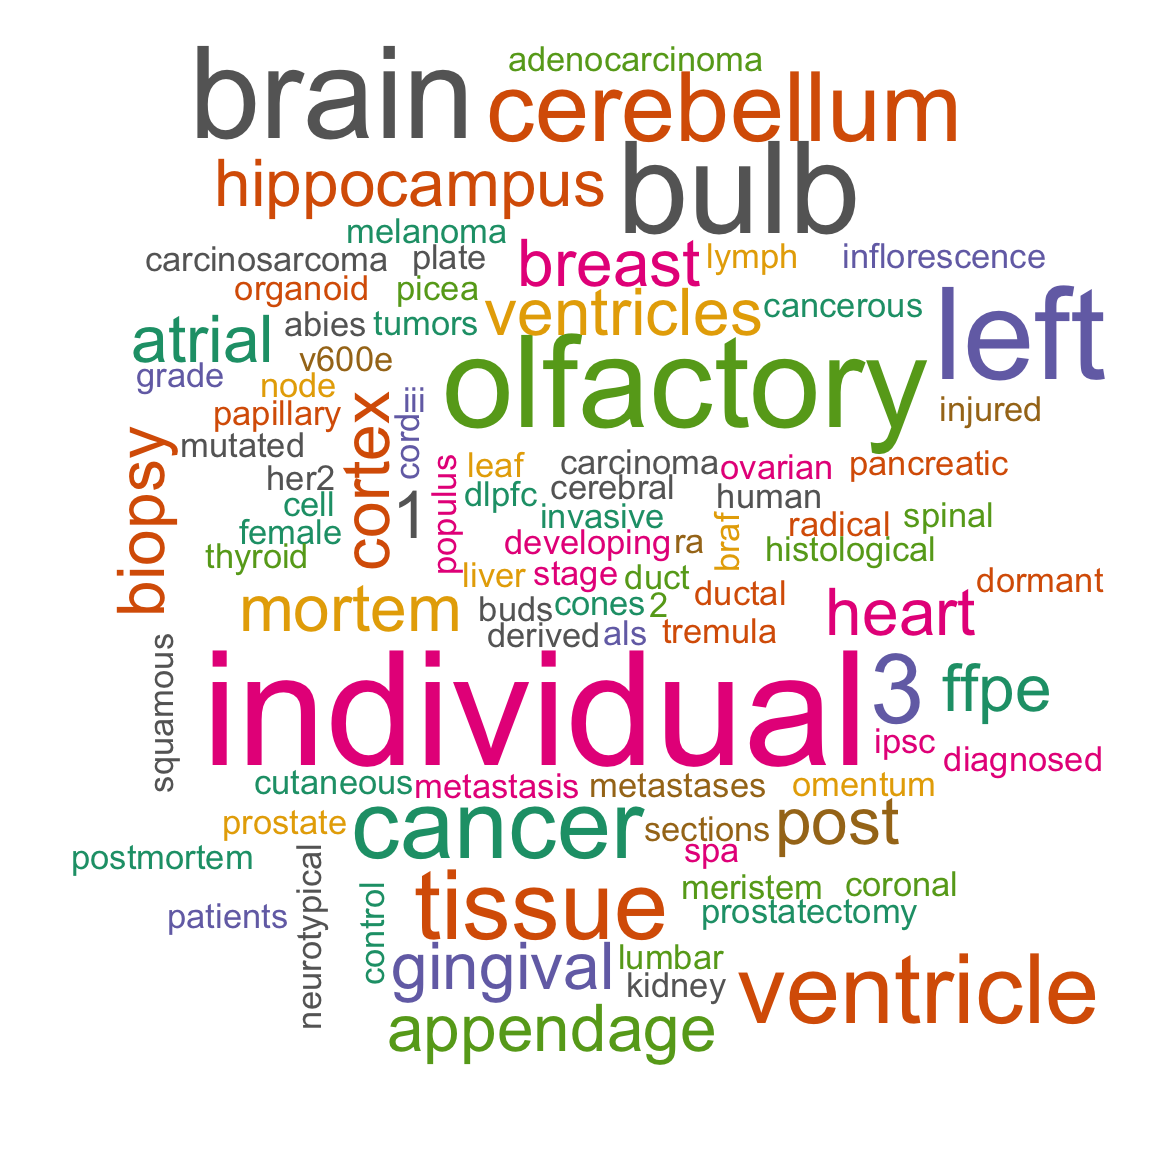 adenocarcinoma
brain
cerebellum
hippocampus
bulb
melanoma
carcinosarcoma
plate
breast
lymph
inflorescence
organoid
picea
ventricles
cancerous
left
atrial
abies
tumors
v600e
olfactory
grade
node
iii
injured
papillary
cortex
cord
mutated
biopsy
her2
populus
leaf
carcinoma
ovarian
pancreatic
cell
1
dlpfc
cerebral
human
female
invasive
braf
radical
spinal
thyroid
developing
ra
histological
liver
stage
duct
ductal
dormant
mortem
buds
cones
2
heart
derived
als
tremula
squamous
individual
3
ffpe
ipsc
diagnosed
cutaneous
metastasis
metastases
omentum
prostate
cancer
sections
post
postmortem
neurotypical
spa
control
tissue
meristem
coronal
patients
prostatectomy
gingival
lumbar
kidney
ventricle
appendage